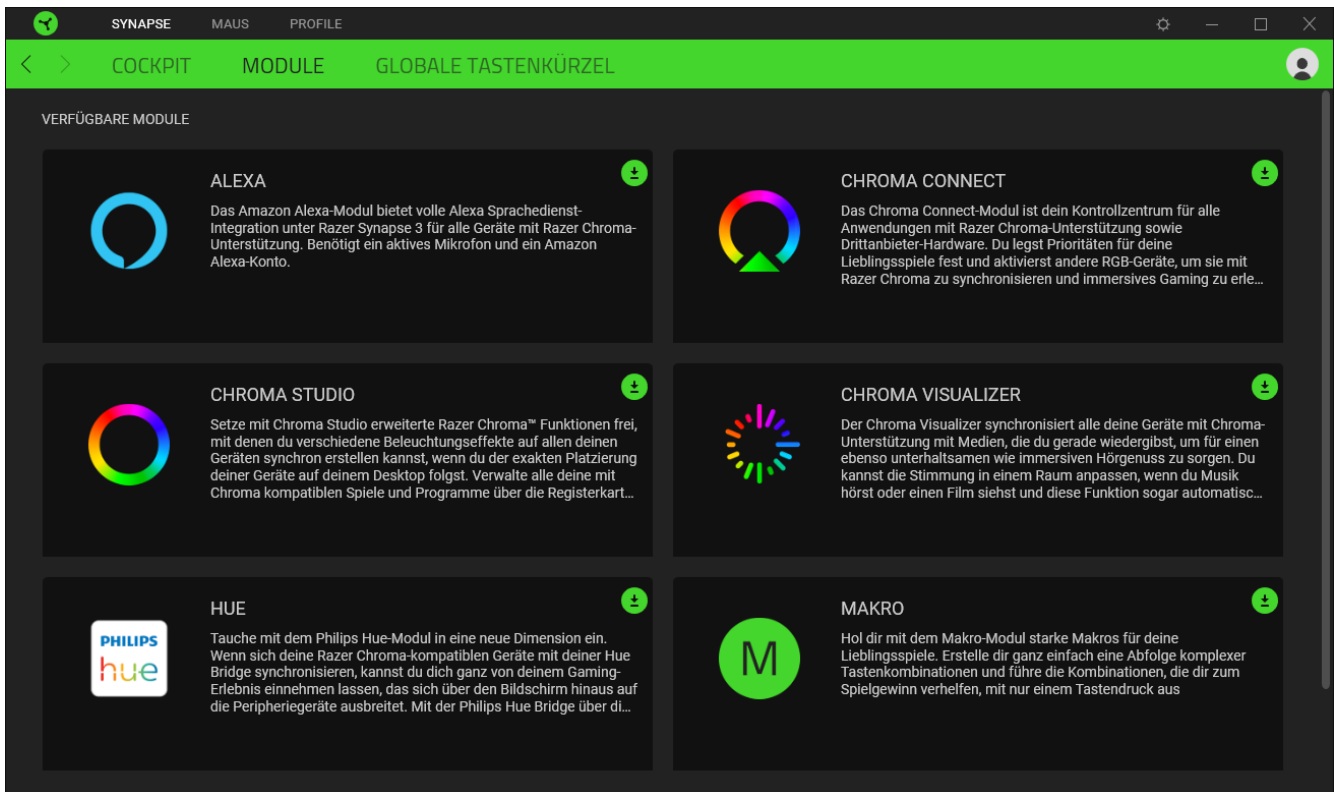 SYNAPSE MAUS PROFILE
COCKPIT MODULE GLOBALE TASTENKÜRZEL
VERFÜGBARE MODULE
ALEXA
Das Amazon Alexa-Modul bietet volle Alexa Sprachedienst-
Integration unter Razer Synapse 3 für alle Geräte mit Razer Chroma-
Unterstützung. Benötigt ein aktives Mikrofon und ein Amazon
Alexa-Konto.
CHROMA CONNECT
Das Chroma Connect-Modul ist dein Kontrollzentrum für alle
Anwendungen mit Razer Chroma-Unterstützung sowie
Drittanbieter-Hardware. Du legst Prioritäten für deine
Lieblingsspiele fest und aktivierst andere RGB-Geräte, um sie mit
Razer Chroma zu synchronisieren und immersives Gaming zu erle…
CHROMA STUDIO
Setze mit Chroma Studio erweiterte Razer Chroma™ Funktionen frei,
mit denen du verschiedene Beleuchtungseffekte auf allen deinen
Geräten synchron erstellen kannst, wenn du der exakten Platzierung
deiner Geräte auf deinem Desktop folgst. Verwalte alle deine mit
Chroma kompatiblen Spiele und Programme über die Registerkart…
CHROMA VISUALIZER
Der Chroma Visualizer synchronisiert alle deine Geräte mit Chroma-
Unterstützung mit Medien, die du gerade wiedergibst, um für einen
ebenso unterhaltsamen wie immersiven Hörgenuss zu sorgen. Du
kannst die Stimmung in einem Raum anpassen, wenn du Musik
hörst oder einen Film siehst und diese Funktion sogar automatisc…
PHILIPS
hue
HUE
Tauche mit dem Philips Hue-Modul in eine neue Dimension ein.
Wenn sich deine Razer Chroma-kompatiblen Geräte mit deiner Hue
Bridge synchronisieren, kannst du dich ganz von deinem Gaming-
Erlebnis einnehmen lassen, das sich über den Bildschirm hinaus auf
die Peripheriegeräte ausbreitet. Mit der Philips Hue Bridge über di…
M
MAKRO
Hol dir mit dem Makro-Modul starke Makros für deine
Lieblingsspiele. Erstelle dir ganz einfach eine Abfolge komplexer
Tastenkombinationen und führe die Kombinationen, die dir zum
Spielgewinn verhelfen, mit nur einem Tastendruck aus